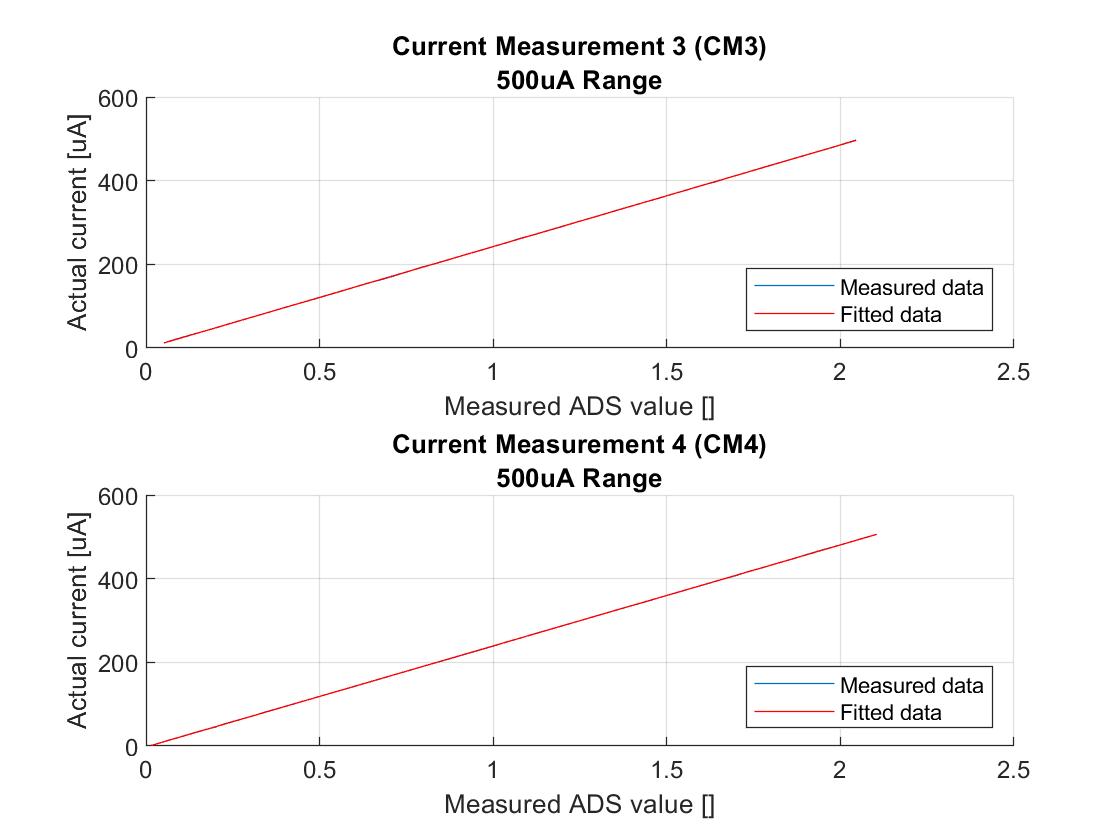 Current Measurement 3 (CM3)
500uA Range
600
400
200
0
Actual current [uA]
Measured data
Fitted data
0 0.5 1 1.5 2 2.5
Measured ADS value []
Current Measurement 4 (CM4)
500uA Range
600
400
200
0
Actual current [uA]
Measured data
Fitted data
0 0.5 1 1.5 2 2.5
Measured ADS value []